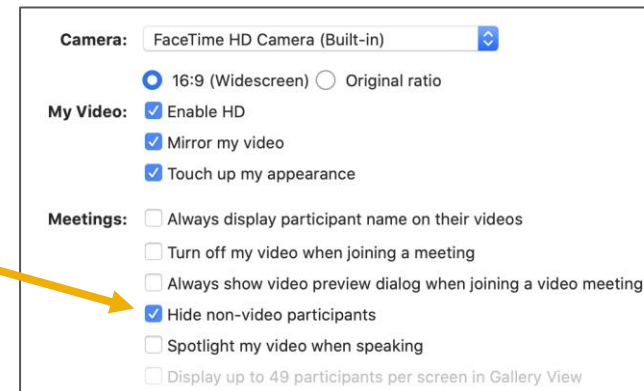 Camera: FaceTime HD Camera (Built-in)
16:9 (Widescreen) Original ratio
My Video: Enable HD
Mirror my video
Touch up my appearance
Meetings: Always display participant name on their videos
Turn off my video when joining a meeting
Always show video preview dialog when joining a video meeting
Hide non-video participants
Spotlight my video when speaking
Display up to 49 participants per screen in Gallery View